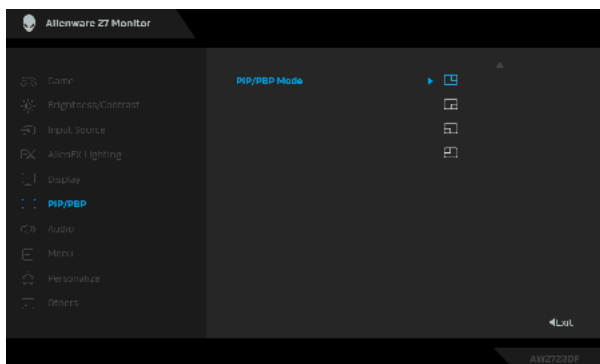 Alienware 27 Monitor
Game
Brightness/Contrast
Input Source
AlienFX Lighting
Display
PIP/PBP
Audio
Menu
Personalize
Others
PIP/PBP Mode
Exit
AW2723DF